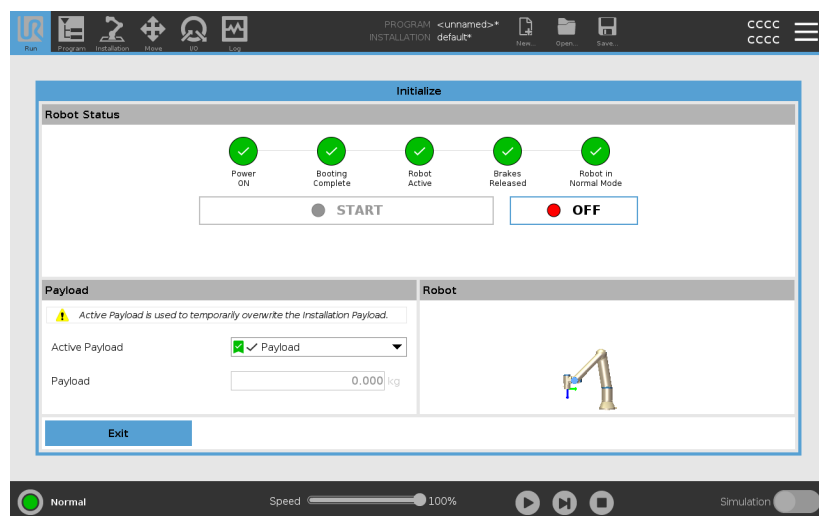 UR
Run
Program
Installation
Move
I/O
Log
PROGRAM <unnamed>*
INSTALLATION default*
New...
Open...
Save...
cccc
cccc
Initialize
Robot Status
Power ON
Booting Complete
Robot Active
Brakes Released
Robot in Normal Mode
START
OFF
Payload
Robot
Active Payload is used to temporarily overwrite the Installation Payload.
Active Payload
Payload
Payload
0.000 kg
Exit
Normal
Speed
100%
Simulation